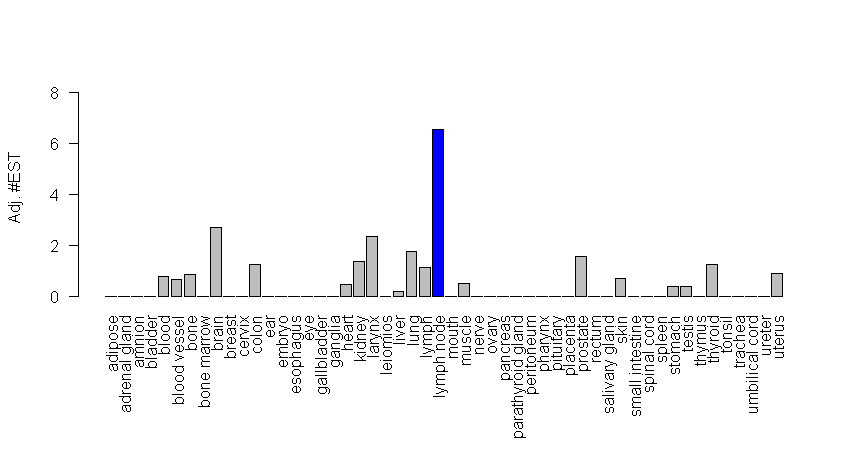 8
6
4
2
0
Adj. #EST
adipose
adrenal gland
amnion
bladder
blood
blood vessel
bone
bone marrow
brain
breast
cervix
colon
ear
embryo
esophagus
eye
gallbladder
ganglia
heart
kidney
larynx
leiomios
liver
lung
lymph
lymph node
mouth
muscle
nerve
ovary
pancreas
parathyroid gland
peritoneum
pharynx
pituitary
placenta
prostate
rectum
salivary gland
skin
small intestine
spinal cord
spleen
stomach
testis
thymus
thyroid
tonsil
trachea
umbilical cord
ureter
uterus